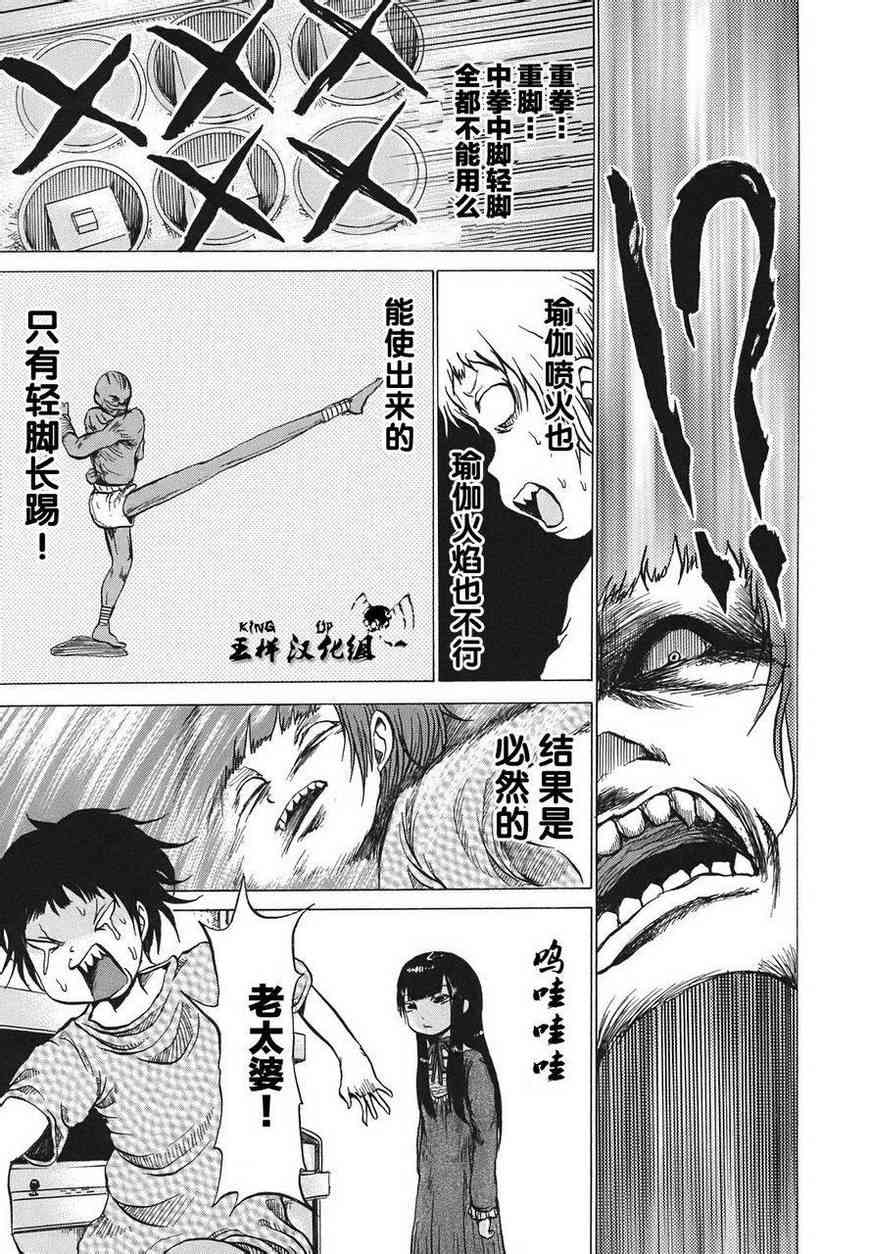 ！？
重拳…
重脚…
中拳中脚轻脚
全都不能用么
瑜伽喷火也
瑜伽火焰也不行
能使出来的
只有轻脚长踢！
KING UP
王样汉化组
结果是
必然的
呜哇哇哇
老太婆！